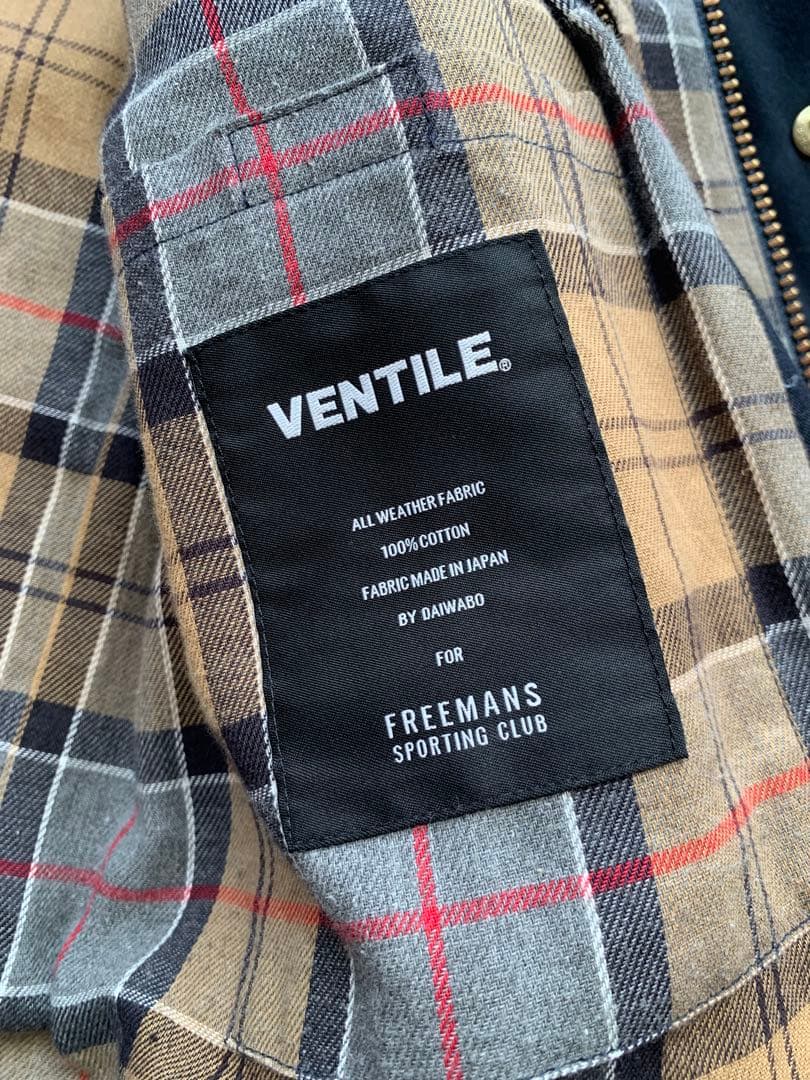 VENTILE®
ALL WEATHER FABRIC
100% COTTON
FABRIC MADE IN JAPAN
BY DAIWABO
FOR
FREEMANS
SPORTING CLUB